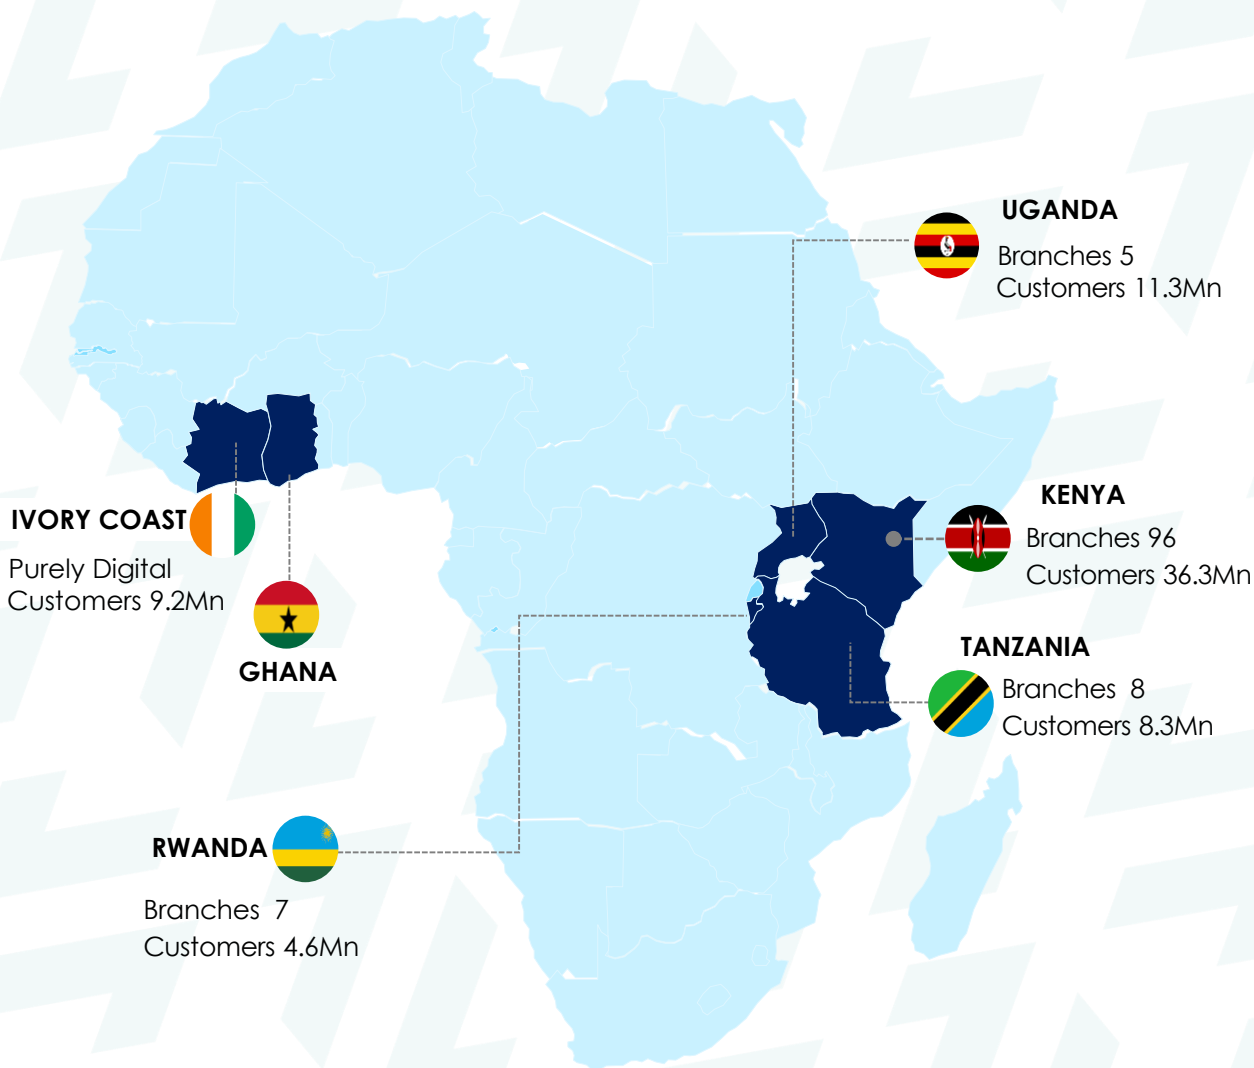 UGANDA
Branches 5
Customers 11.3Mn
KENYA
Branches 96
Customers 36.3Mn
IVORY COAST
Purely Digital
Customers 9.2Mn
GHANA
TANZANIA
Branches 8
Customers 8.3Mn
RWANDA
Branches 7
Customers 4.6Mn